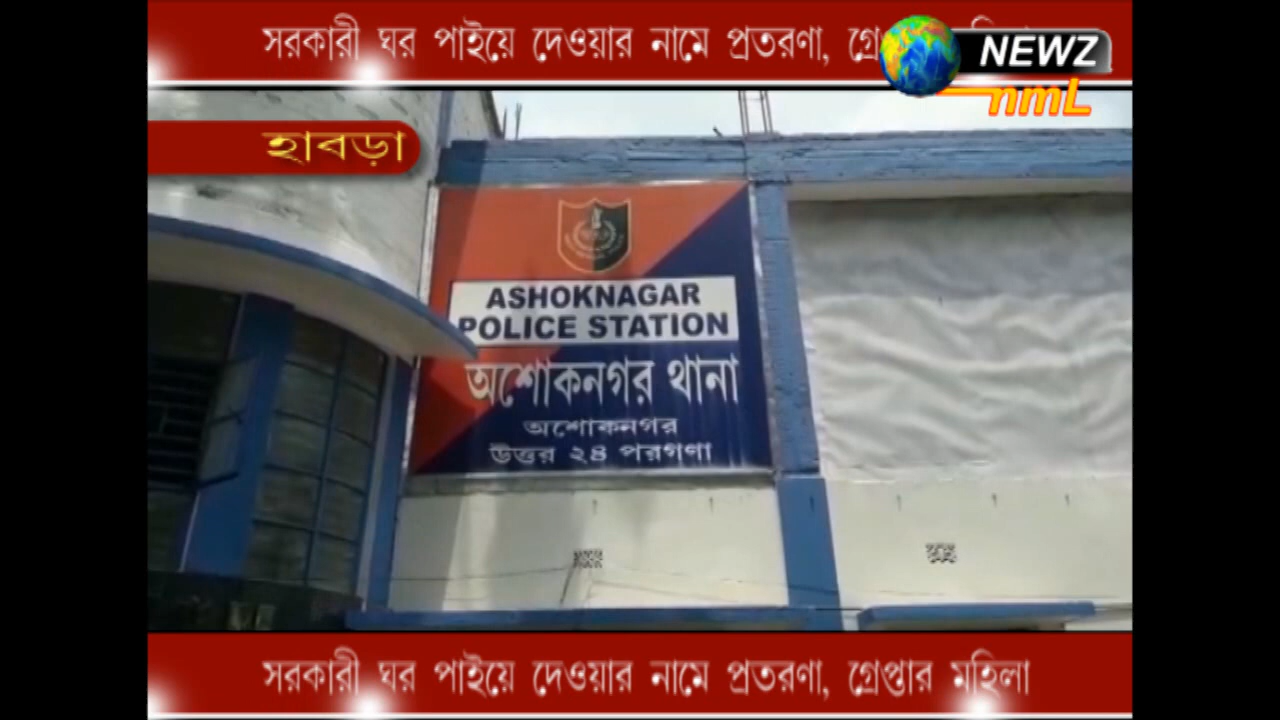 সরকারী ঘর পাইয়ে দেওয়ার নামে প্রতরণা,
NEWZ
nmL
হাবড়া
ASHOKNAGAR
POLICE STATION
অশোকনগর থানা
অশোকনগর
উত্তর ২৪ পরগণা
সরকারী ঘর পাইয়ে দেওয়ার নামে প্রতরণা, গ্রেপ্তার মহিলা